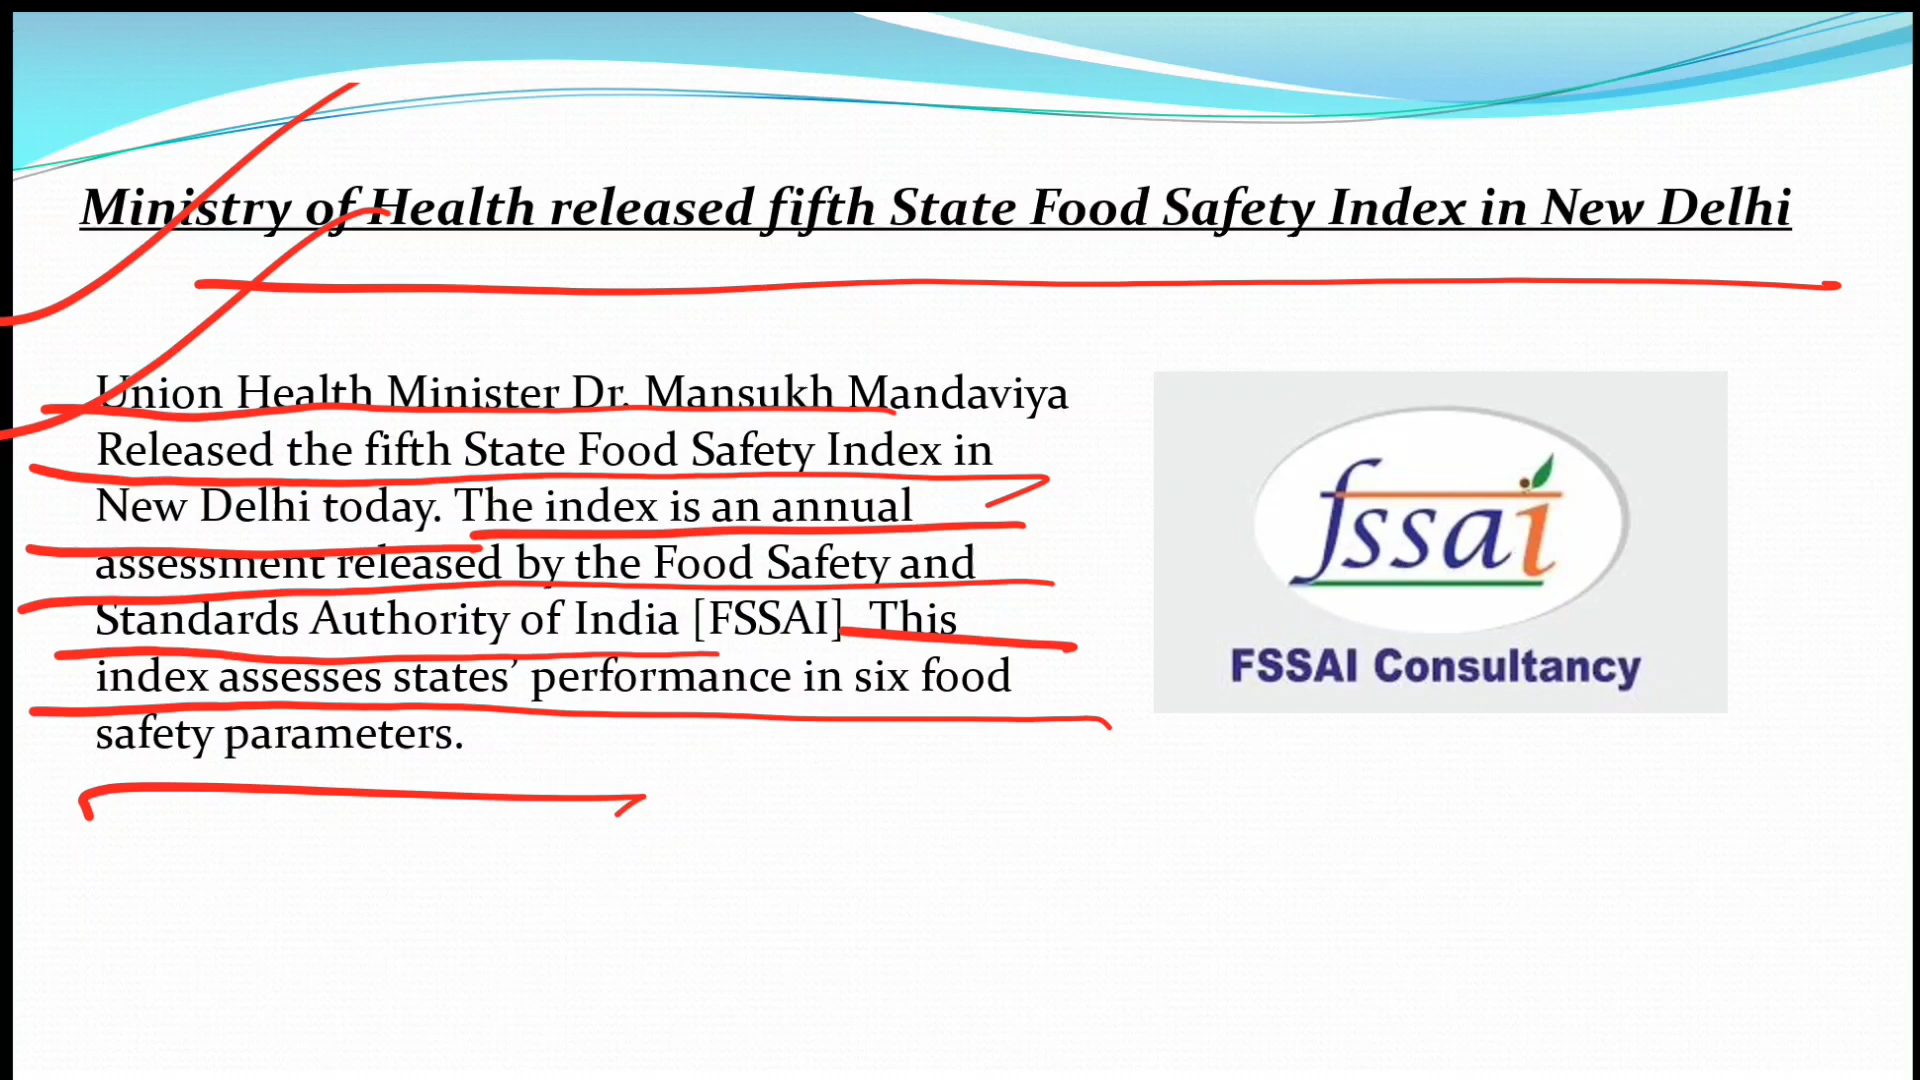 Ministry of Health released fifth State Food Safety Index in New Delhi
Union Health Minister Dr. Mansukh Mandaviya
Released the fifth State Food Safety Index in
New Delhi today. The index is an annual
assessment released by the Food Safety and
Standards Authority of India [FSSAI]. This
index assesses states’ performance in six food
safety parameters.
fssai
FSSAI Consultancy